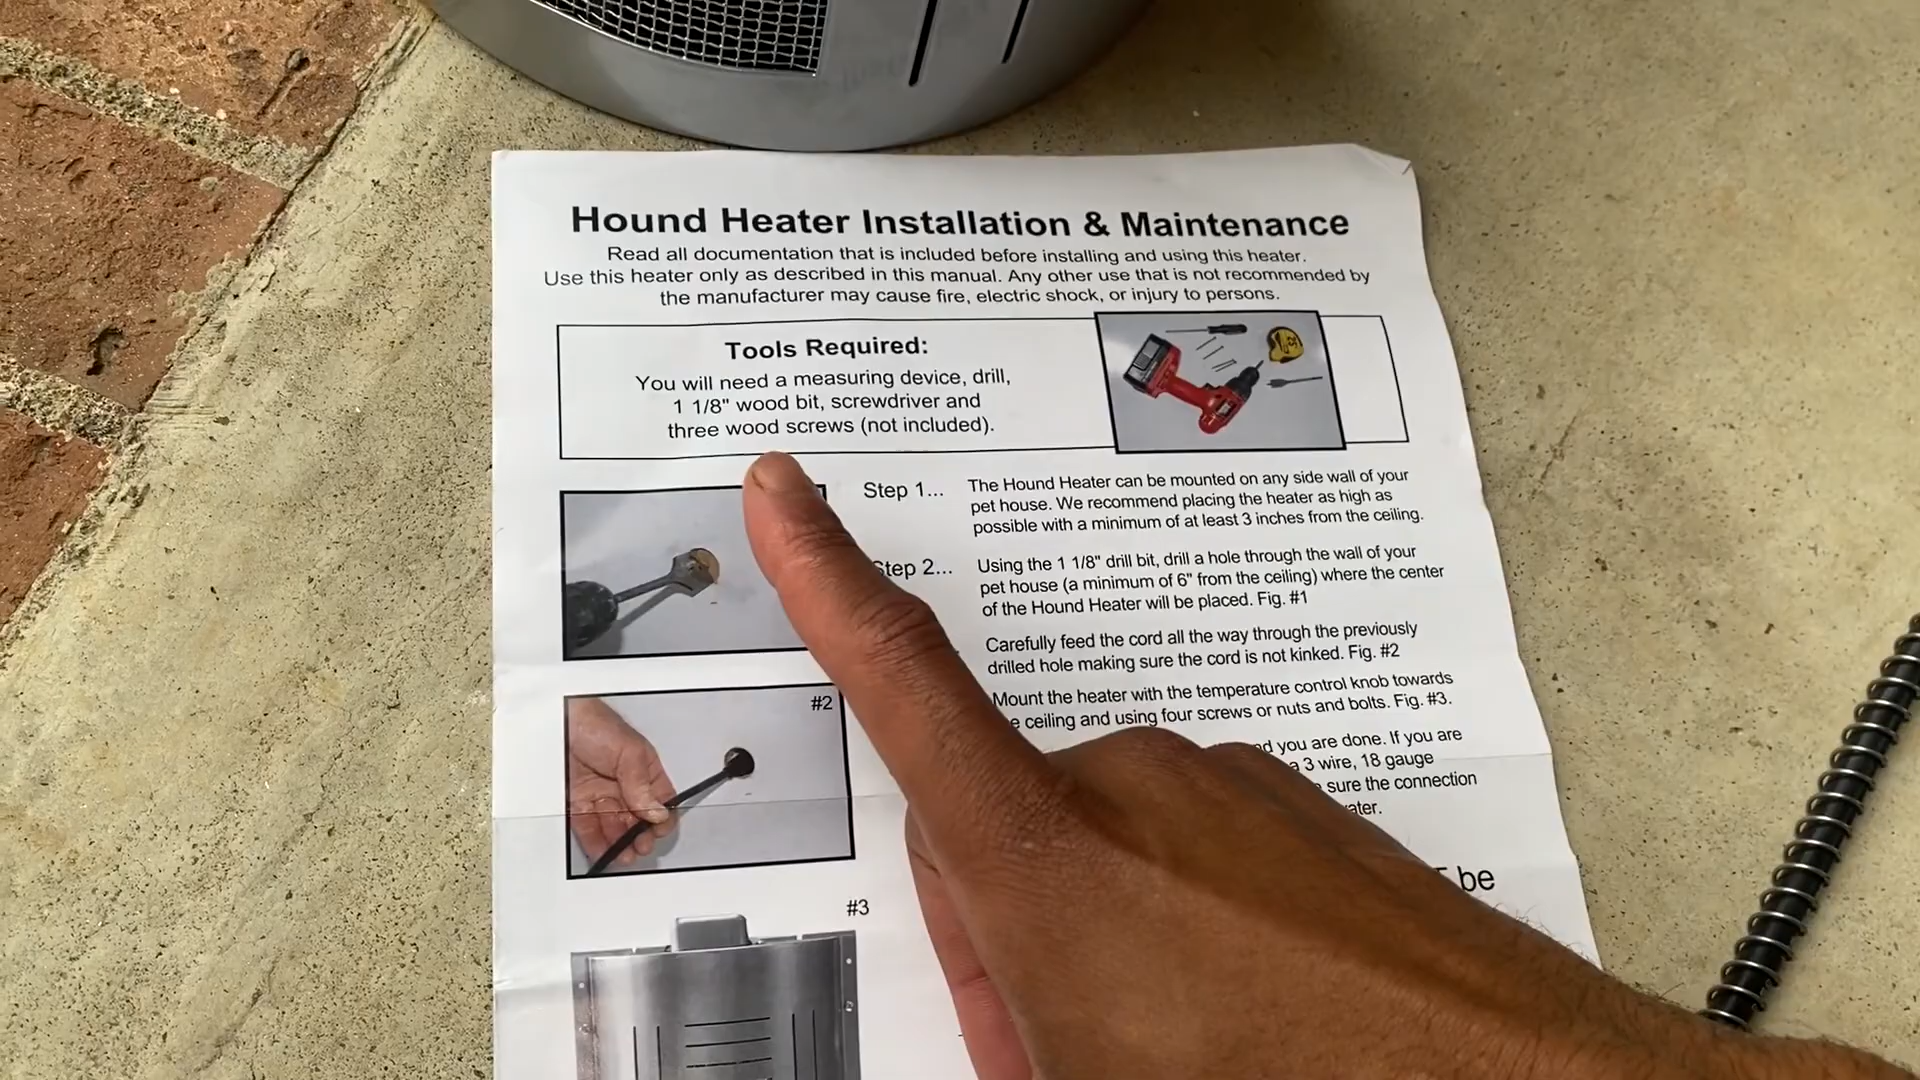 Hound Heater Installation & Maintenance
Read all documentation that is included before installing and using this heater.
Use this heater only as described in this manual. Any other use that is not recommended by
the manufacturer may cause fire, electric shock, or injury to persons.
Tools Required:
You will need a measuring device, drill,
1 1/8" wood bit, screwdriver and
three wood screws (not included).
Step 1... The Hound Heater can be mounted on any side wall of your
pet house. We recommend placing the heater as high as
possible with a minimum of at least 3 inches from the ceiling.
Step 2... Using the 1 1/8" drill bit, drill a hole through the wall of your
pet house (a minimum of 6" from the ceiling) where the center
of the Hound Heater will be placed. Fig. #1
Carefully feed the cord all the way through the previously
drilled hole making sure the cord is not kinked. Fig. #2
Mount the heater with the temperature control knob towards
ceiling and using four screws or nuts and bolts. Fig. #3.
you are done. If you are
a 3 wire, 18 gauge
sure the connection
be
#2
#3